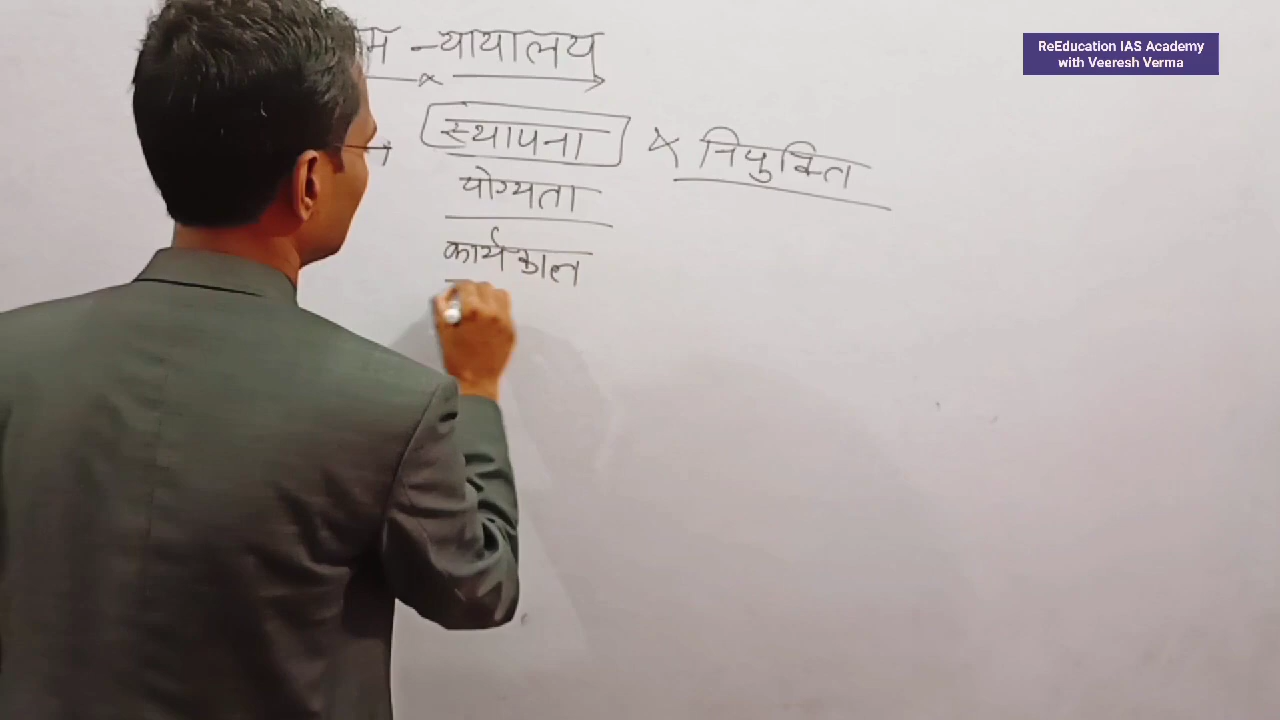 न्यायालय
स्थापना × नियुक्ति
योग्यता
कार्यकाल
ReEducation IAS Academy
with Veeresh Verma